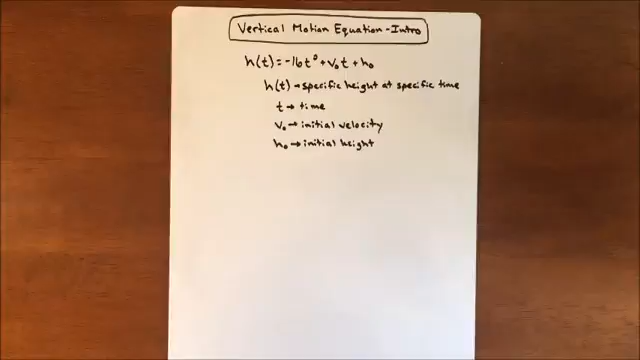 Vertical Motion Equation - Intro
h(t) = -16t² + v₀t + h₀
h(t) → specific height at specific time
t → time
v₀ → initial velocity
h₀ → initial height